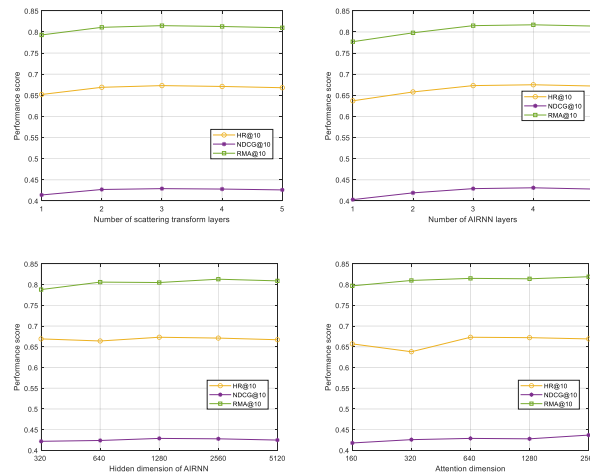 0.85
0.8
0.75
0.7
0.65
0.6
0.55
0.5
0.45
0.4
Performance score
1 2 3 4 5
Number of scattering transform layers
HR@10
NDCG@10
RMA@10
0.85
0.8
0.75
0.7
0.65
0.6
0.55
0.5
0.45
0.4
Performance score
1 2 3 4
Number of AIRNN layers
HR@10
NDCG@10
RMA@10
0.85
0.8
0.75
0.7
0.65
0.6
0.55
0.5
0.45
0.4
Performance score
320 640 1280 2560 5120
Hidden dimension of AIRNN
HR@10
NDCG@10
RMA@10
0.85
0.8
0.75
0.7
0.65
0.6
0.55
0.5
0.45
0.4
Performance score
160 320 640 1280
Attention dimension
HR@10
NDCG@10
RMA@10